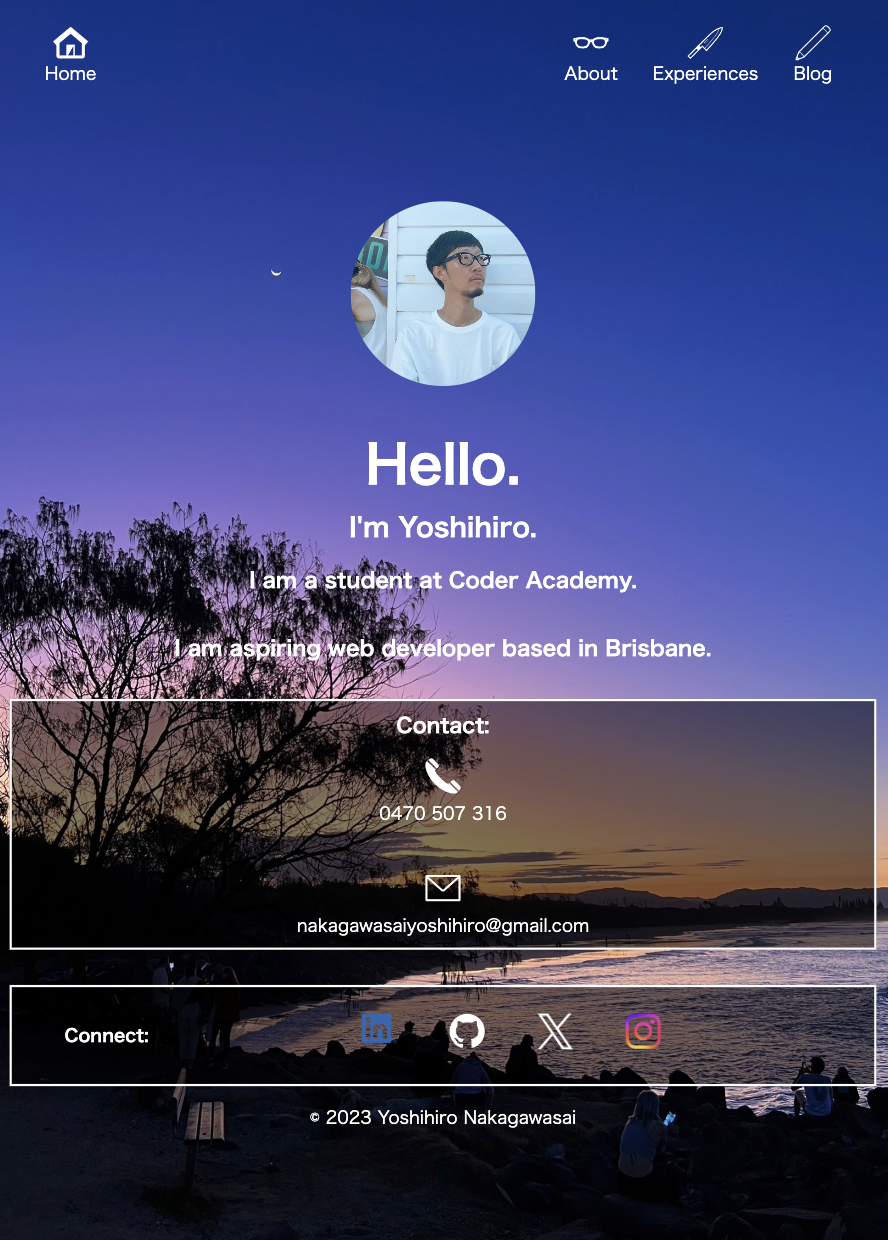 Home
About
Experiences
Blog
Hello.
I'm Yoshihiro.
I am a student at Coder Academy.
I am aspiring web developer based in Brisbane.
Contact:
0470 507 316
nakagawasaiyoshihiro@gmail.com
Connect:
in
© 2023 Yoshihiro Nakagawasai